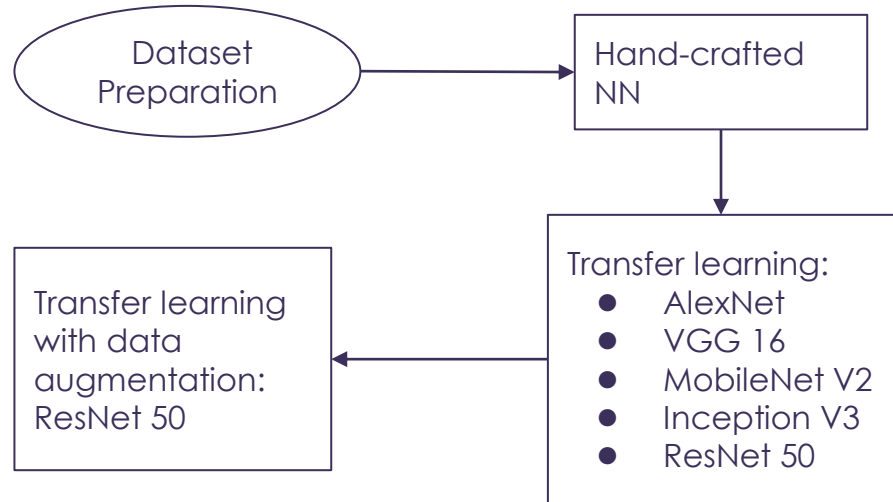 Dataset
Preparation
Hand-crafted
NN
Transfer learning:
● AlexNet
● VGG 16
● MobileNet V2
● Inception V3
● ResNet 50
Transfer learning
with data
augmentation:
ResNet 50